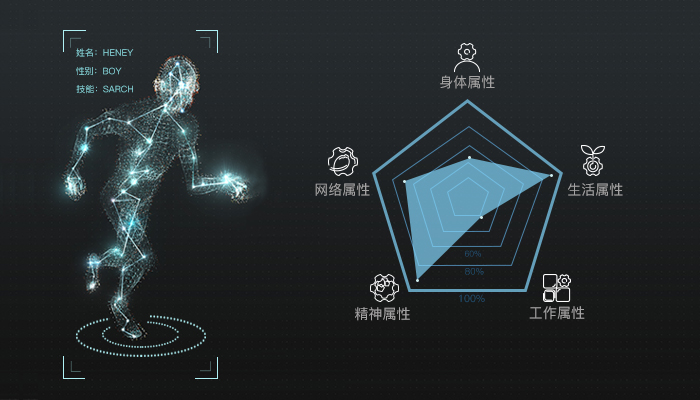 姓名：HENEY
性别：BOY
技能：SARCH
身体属性
网络属性
生活属性
60%
80%
100%
精神属性
工作属性